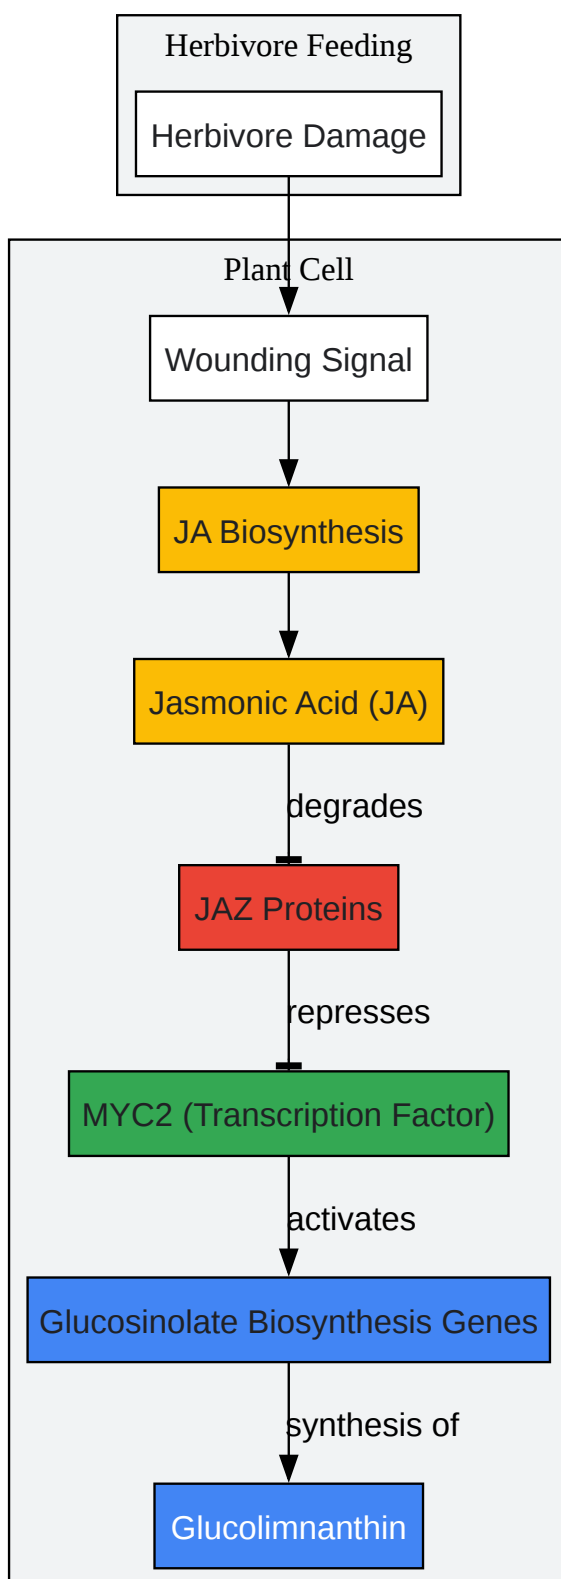 Herbivore Feeding
Herbivore Damage
Plant Cell
Wounding Signal
JA Biosynthesis
Jasmonic Acid (JA)
degrades
JAZ Proteins
represses
MYC2 (Transcription Factor)
activates
Glucosinolate Biosynthesis Genes
synthesis of
Glucolimnanthin